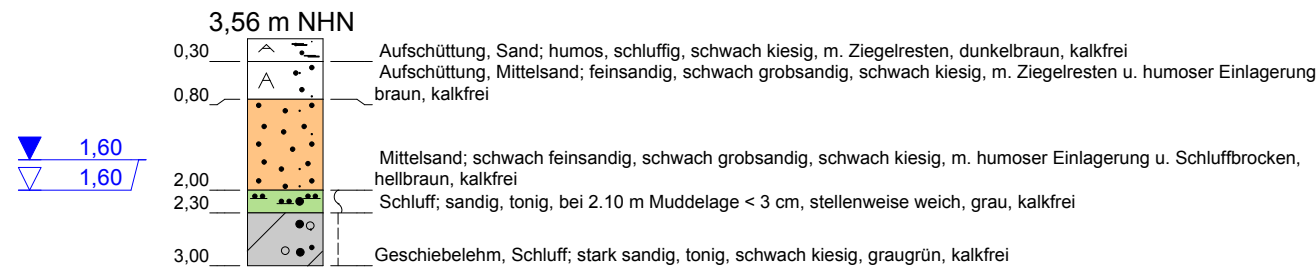 3,56 m NHN
0,30
Aufschüttung, Sand; humos, schluffig, schwach kiesig, m. Ziegelresten, dunkelbraun, kalkfrei
0,80
Aufschüttung, Mittelsand; feinsandig, schwach grobsandig, schwach kiesig, m. Ziegelresten u. humoser Einlagerung
braun, kalkfrei
1,60
1,60
2,00
Mittelsand; schwach feinsandig, schwach grobsandig, schwach kiesig, m. humoser Einlagerung u. Schluffbrocken,
hellbraun, kalkfrei
2,30
Schluff; sandig, tonig, bei 2.10 m Muddelage < 3 cm, stellenweise weich, grau, kalkfrei
3,00
Geschiebelehm, Schluff; stark sandig, tonig, schwach kiesig, graugrün, kalkfrei